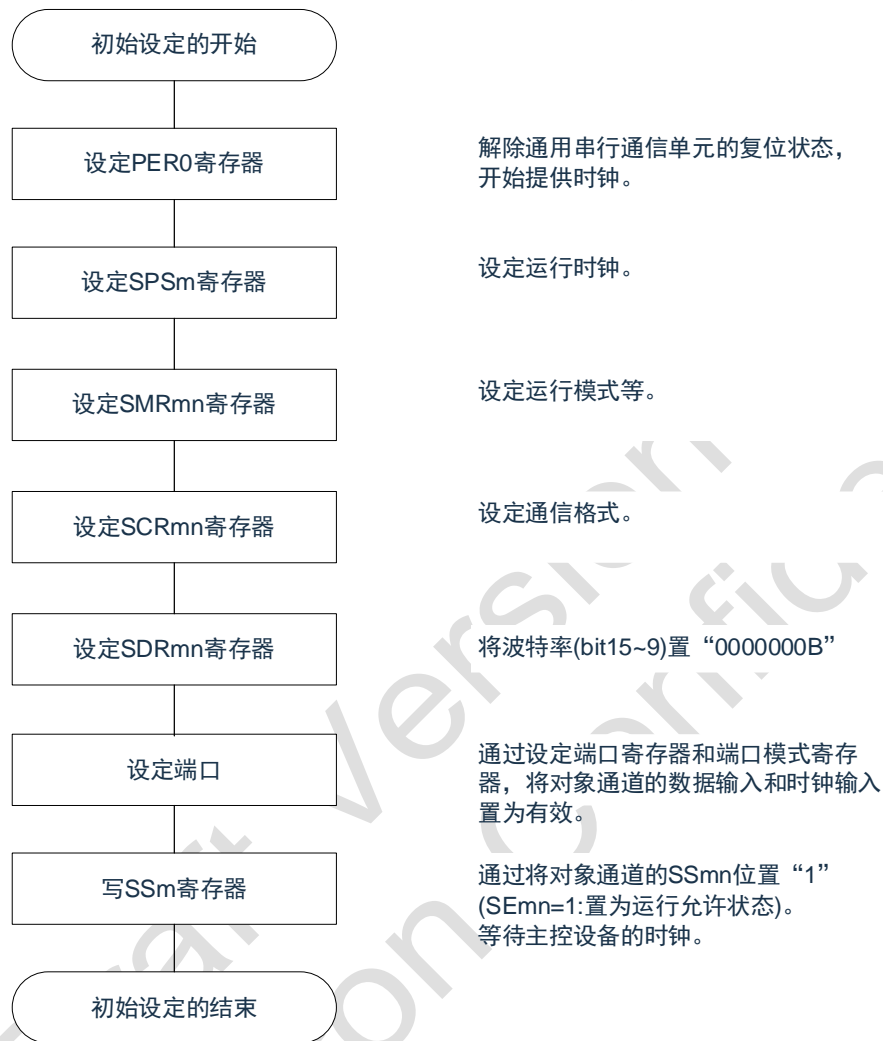 初始设定的开始
设定PER0寄存器
解除通用串行通信单元的复位状态，
开始提供时钟。
设定SPSm寄存器
设定运行时钟。
设定SMRmn寄存器
设定运行模式等。
设定SCRmn寄存器
设定通信格式。
设定SDRmn寄存器
将波特率(bit15~9)置“0000000B”
设定端口
通过设定端口寄存器和端口模式寄存
器，将对象通道的数据输入和时钟输入
置为有效。
写SSm寄存器
通过将对象通道的SSmn位置“1”
(SEmn=1:置为运行允许状态)。
等待主控设备的时钟。
初始设定的结束